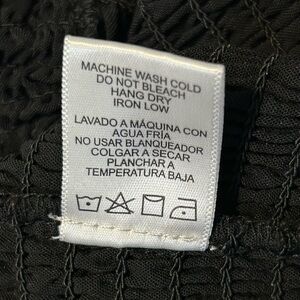 MACHINE WASH COLD
DO NOT BLEACH
HANG DRY
IRON LOW
LAVADO A MÁQUINA CON
AGUA FRÍA
NO USAR BLANQUEADOR
COLGAR A SECAR
PLANCHAR A
TEMPERATURA BAJA